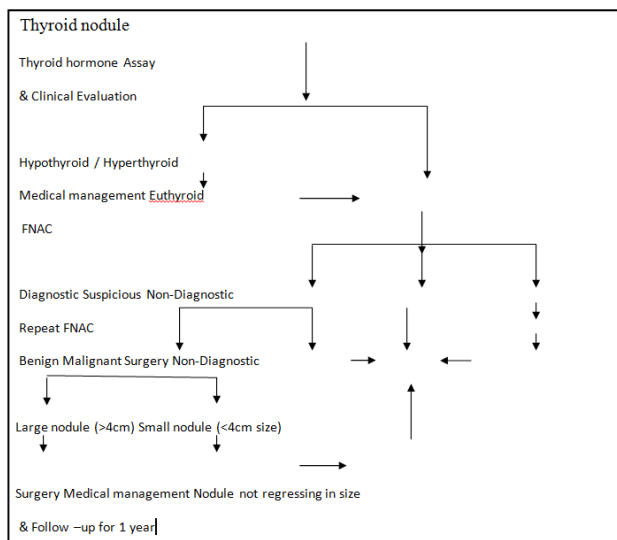 Thyroid nodule
Thyroid hormone Assay
& Clinical Evaluation
Hypothyroid / Hyperthyroid
Medical management Euthyroid
FNAC
Diagnostic Suspicious Non-Diagnostic
Repeat FNAC
Benign Malignant Surgery Non-Diagnostic
Large nodule (>4cm) Small nodule (<4cm size)
Surgery Medical management Nodule not regressing in size
& Follow –up for 1 year